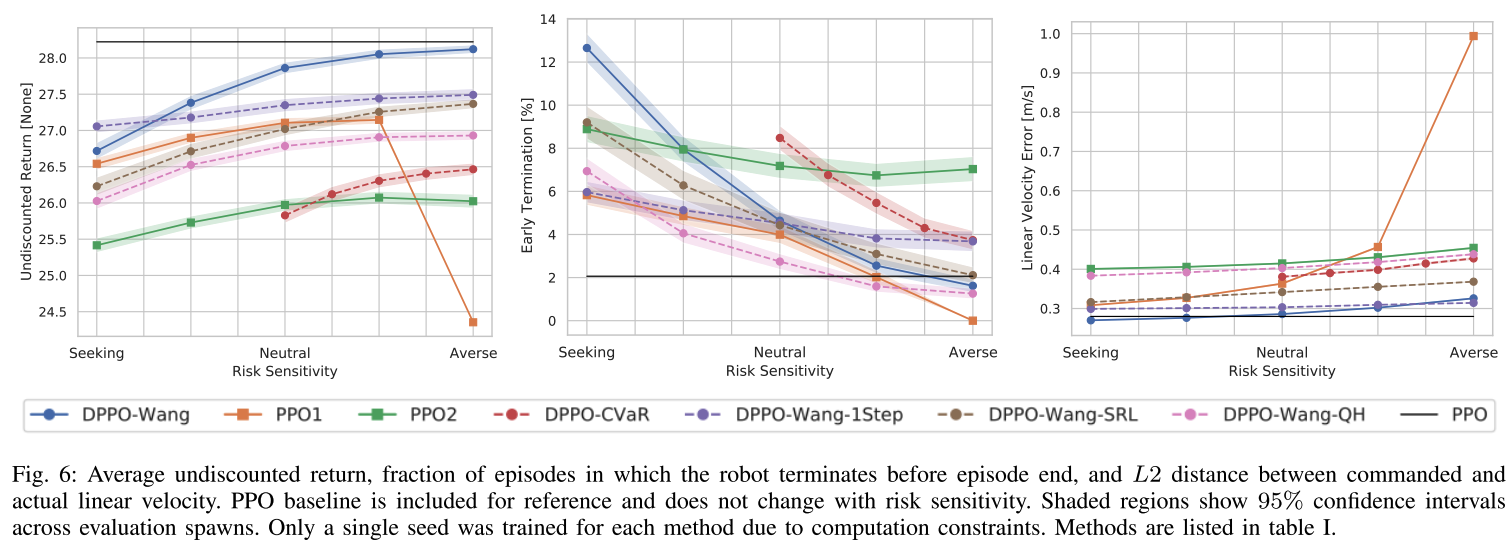 28.0
27.5
27.0
26.5
26.0
25.5
25.0
24.5
Undiscounted Return [None]
Seeking Neutral Averse
Risk Sensitivity
14
12
10
8
6
4
2
0
Early Termination [%]
Seeking Neutral Averse
Risk Sensitivity
1.0
0.9
0.8
0.7
0.6
0.5
0.4
0.3
Linear Velocity Error [m/s]
Seeking Neutral Averse
Risk Sensitivity
DPPO-Wang PPO1 PPO2 DPPO-CVaR DPPO-Wang-1Step DPPO-Wang-SRL DPPO-Wang-QH PPO
Fig. 6: Average undiscounted return, fraction of episodes in which the robot terminates before episode end, and L2 distance between commanded and
actual linear velocity. PPO baseline is included for reference and does not change with risk sensitivity. Shaded regions show 95% confidence intervals
across evaluation spawns. Only a single seed was trained for each method due to computation constraints. Methods are listed in table I.